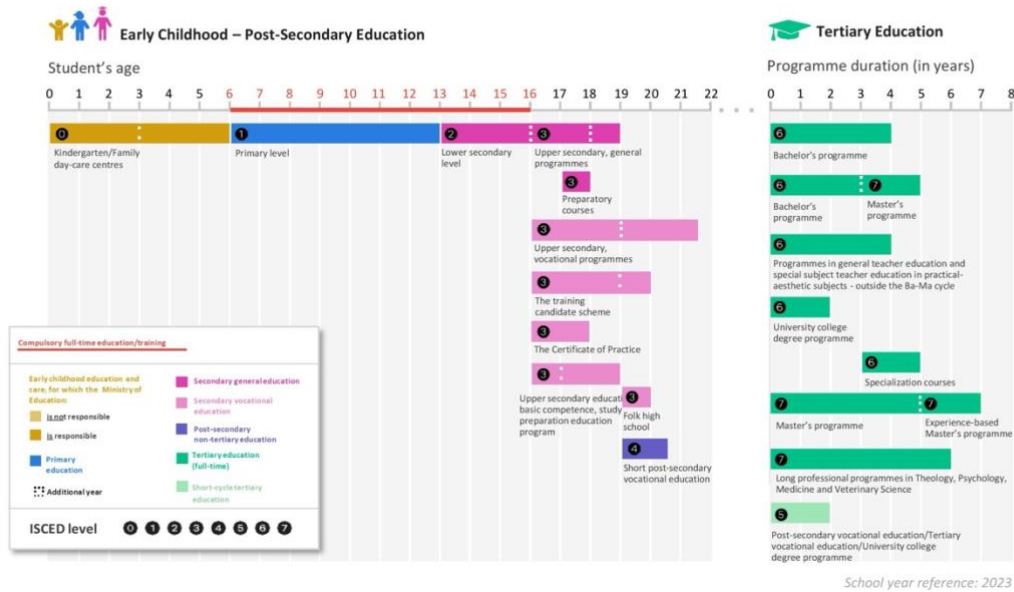 Early Childhood – Post-Secondary Education
Student's age
0 1 2 3 4 5 6 7 8 9 10 11 12 13 14 15 16 17 18 19 20 21 22
0
Kindergarten/Family
day-care centres
1
Primary level
2
Lower secondary
level
3
Upper secondary, general
programmes
3
Preparatory
courses
3
Upper secondary,
vocational programmes
3
The training
candidate scheme
3
The Certificate of Practice
3
Upper secondary educati
basic competence, study
preparation education
program
3
Folk high
school
4
Short post-secondary
vocational education
Compulsory full-time education/training
Early childhood education and
care, for which the Ministry of
Education:
is not responsible
is responsible
Primary
education
Additional year
Secondary general education
Secondary vocational
education
Post-secondary
non-tertiary education
Tertiary education
(full-time)
Short-cycle tertiary
education
ISCED level 0 1 2 3 4 5 6 7
Tertiary Education
Programme duration (in years)
0 1 2 3 4 5 6 7 8
6
Bachelor's programme
6
Bachelor's
programme
7
Master's
programme
6
Programmes in general teacher education and
special subject teacher education in practical-
aesthetic subjects - outside the Ba-Ma cycle
6
University college
degree programme
6
Specialization courses
7
Master's programme
7
Experience-based
Master's programme
7
Long professional programmes in Theology, Psychology,
Medicine and Veterinary Science
5
Post-secondary vocational education/Tertiary
vocational education/University college
degree programme
School year reference: 2023